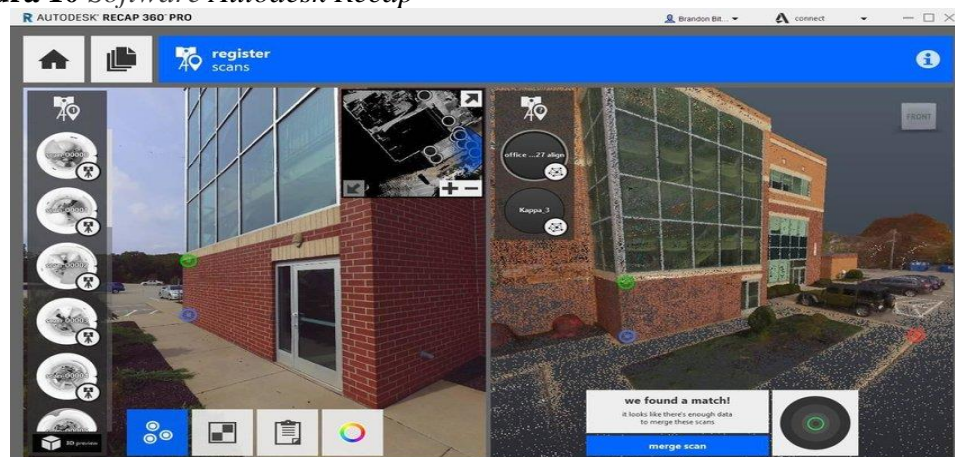 Software Autodesk Recap
R AUTODESK® RECAP 360™ PRO
Brandon Bit...
connect
register
scans
FRONT
office ...27 align
Kappa_3
3D preview
we found a match!
it looks like there's enough data
to merge these scans
merge scan